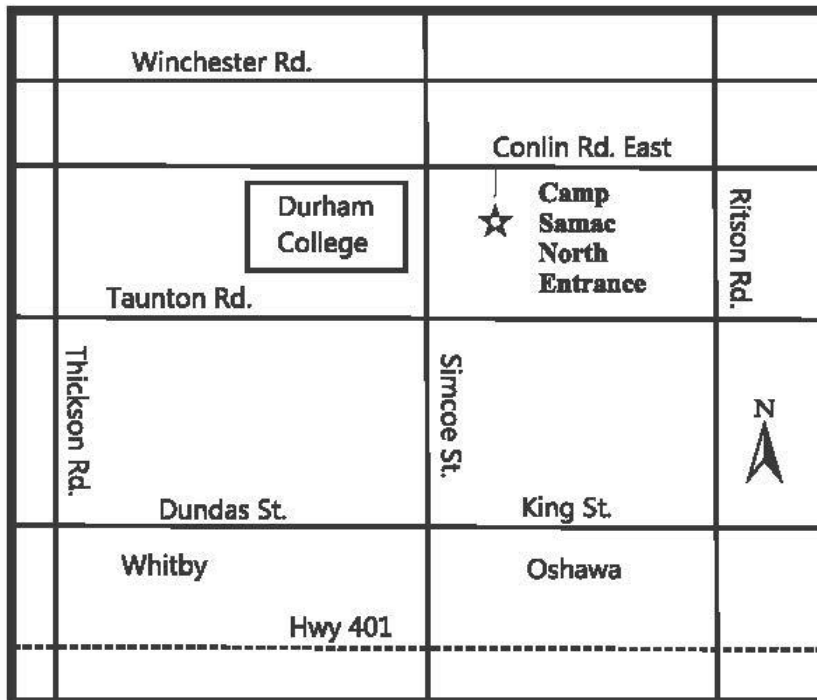 Winchester Rd.
Conlin Rd. East
Durham
College
Camp
Samac
North
Entrance
Ritson Rd.
Taunton Rd.
Thickson Rd.
Simcoe St.
N
Dundas St.
King St.
Whitby
Oshawa
Hwy 401